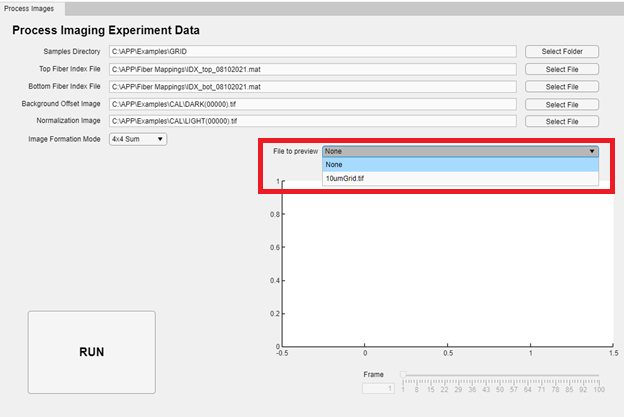 Process Images
Process Imaging Experiment Data
Samples Directory C:\APP\Examples\GRID Select Folder
Top Fiber Index File C:\APP\Fiber Mappings\IDX_top_08102021.mat Select File
Bottom Fiber Index File C:\APP\Fiber Mappings\IDX_bot_08102021.mat Select File
Background Offset Image C:\APP\Examples\CAL\DARK(00000).tif Select File
Normalization Image C:\APP\Examples\CAL\LIGHT(00000).tif Select File
Image Formation Mode 4x4 Sum
File to preview None
None
10umGrid.tif
1
0.8
0.6
0.4
0.2
0
-0.5 0 0.5 1 1.5
RUN
Frame
1
1 8 15 22 29 36 43 50 57 64 71 78 85 92 100